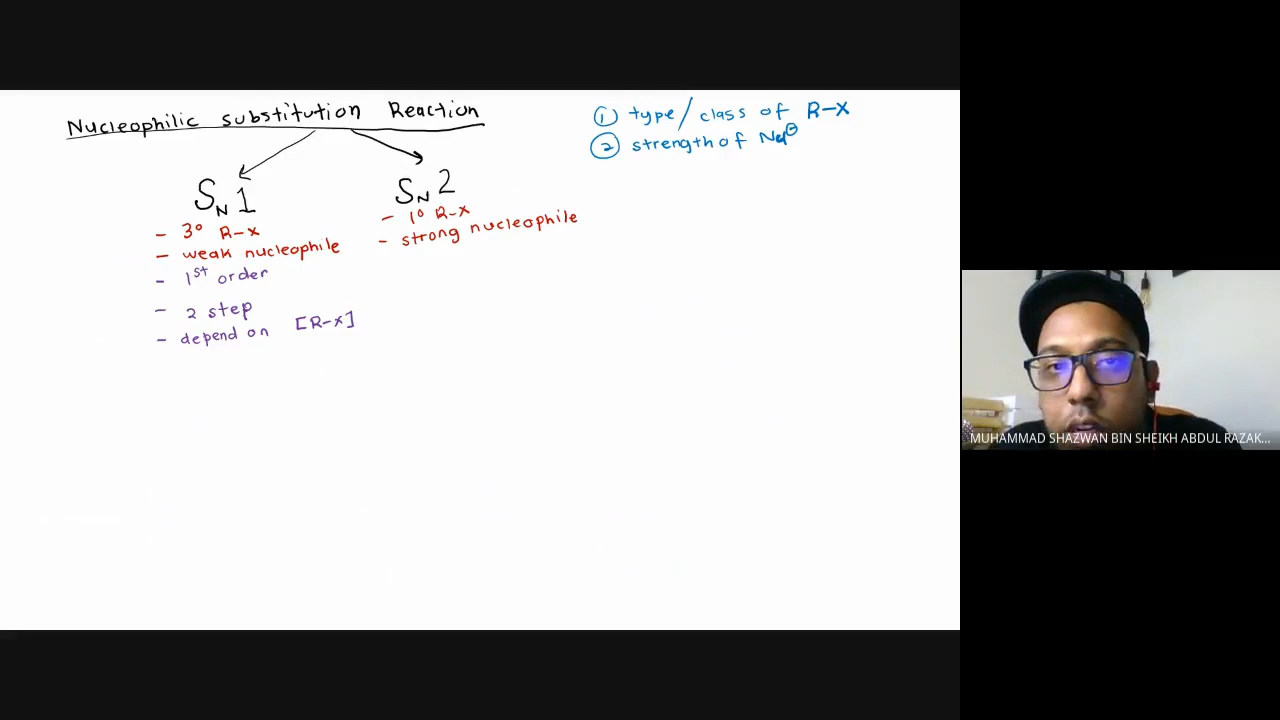 Nucleophilic substitution Reaction
① type/class of R-X
② strength of Nu⊖
SN1
SN2
- 3° R-X
- weak nucleophile
- 1st order
- 2 step
- depend on [R-X]
- 1° R-X
- strong nucleophile
MUHAMMAD SHAZWAN BIN SHEIKH ABDUL RAZAK...